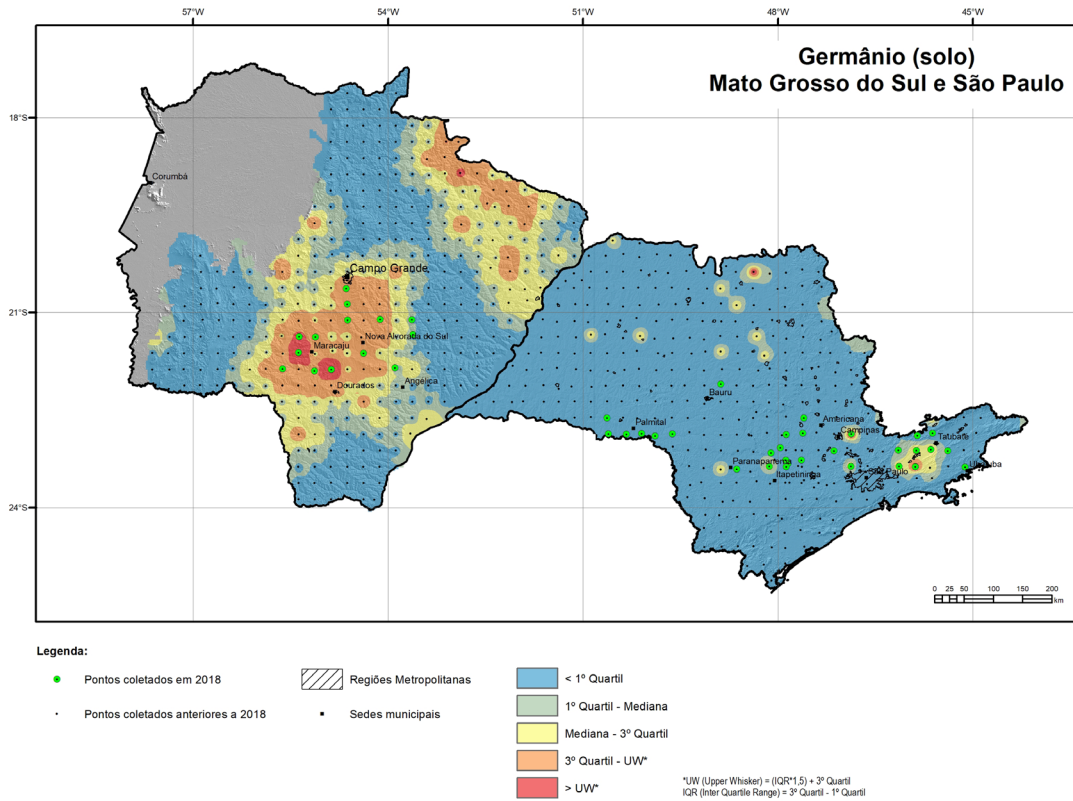 57°W 54°W 51°W 48°W 45°W
Germânio (solo)
Mato Grosso do Sul e São Paulo
18°S 18°S
Corumbá
Campo Grande
21°S 21°S
Nova Alvorada do Sul
Maracaju
Angélica
Dourados
Bauru
Palmital
Americana
Campinas
Taubaté
Paranapanema
Itapetininga
São Paulo
Ubatuba
24°S 24°S
0 25 50 100 150 200
km
Legenda:
Pontos coletados em 2018
Pontos coletados anteriores a 2018
Regiões Metropolitanas
Sedes municipais
< 1º Quartil
1º Quartil - Mediana
Mediana - 3º Quartil
3º Quartil - UW*
> UW*
*UW (Upper Whisker) = (IQR*1,5) + 3º Quartil
IQR (Inter Quartile Range) = 3º Quartil - 1º Quartil